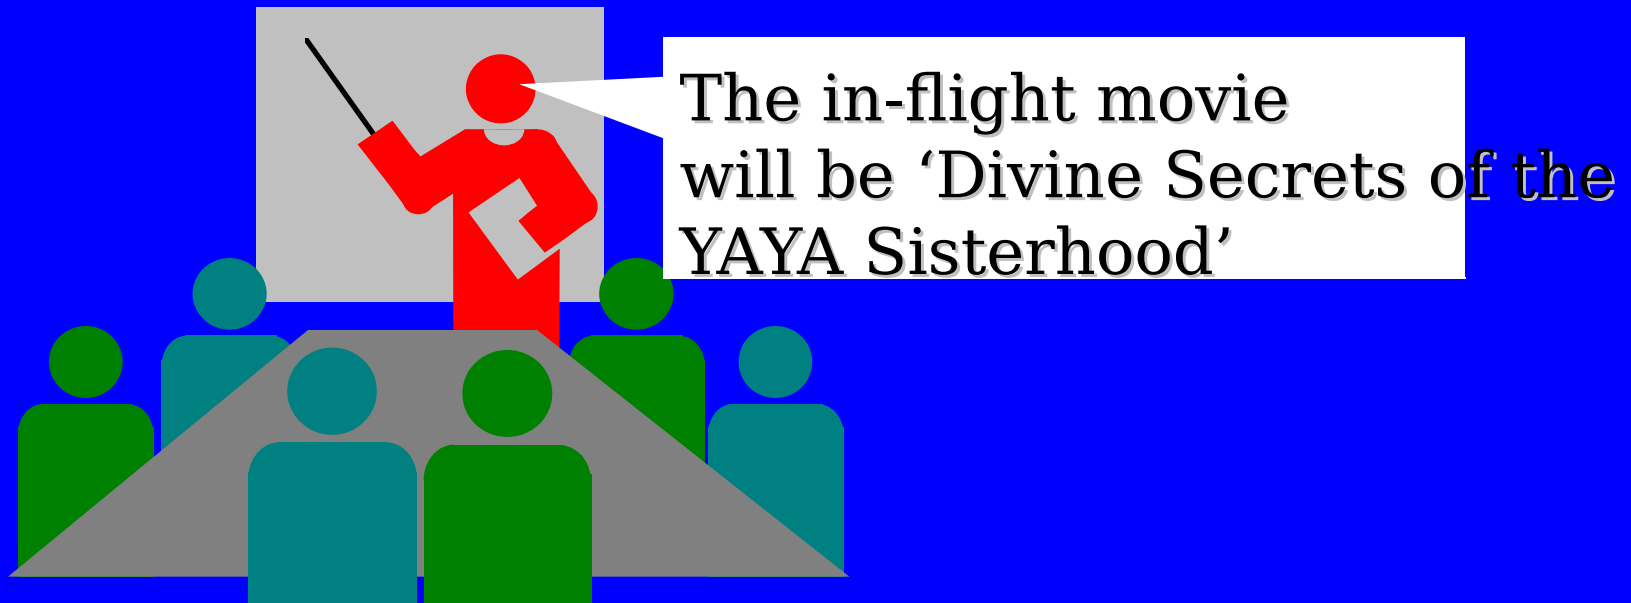 The in-flight movie
will be ‘Divine Secrets of the
YAYA Sisterhood’